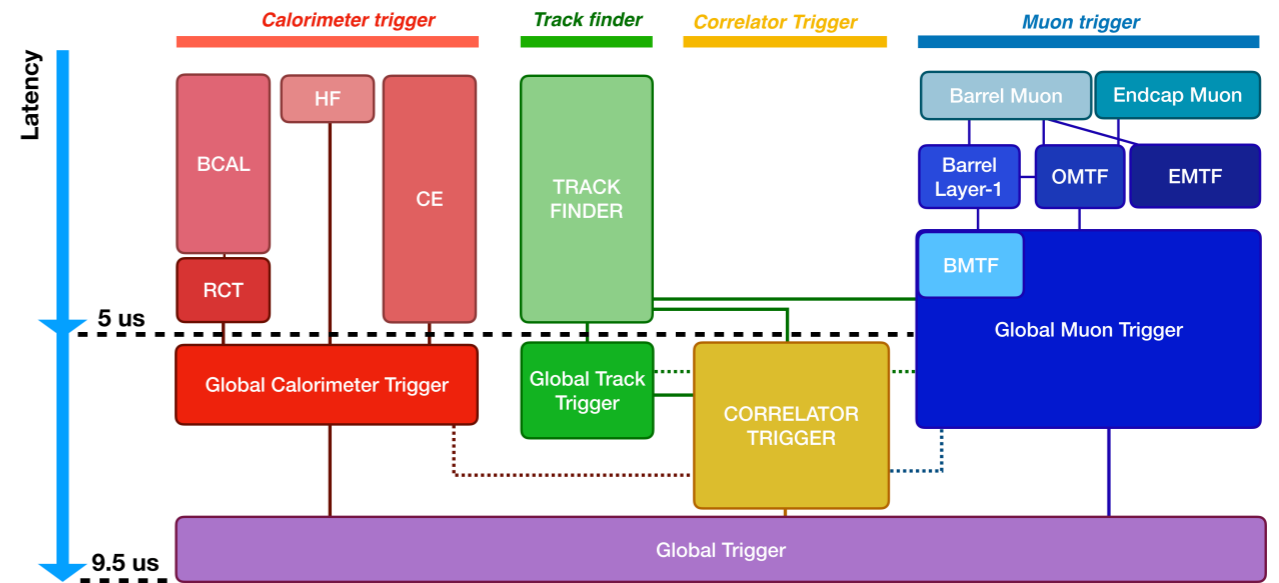 Calorimeter trigger
Track finder
Correlator Trigger
Muon trigger
Latency
BCAL
HF
CE
TRACK
FINDER
Barrel Muon
Endcap Muon
Barrel
Layer-1
OMTF
EMTF
RCT
BMTF
5 us
Global Muon Trigger
Global Calorimeter Trigger
Global Track
Trigger
CORRELATOR
TRIGGER
Global Trigger
9.5 us